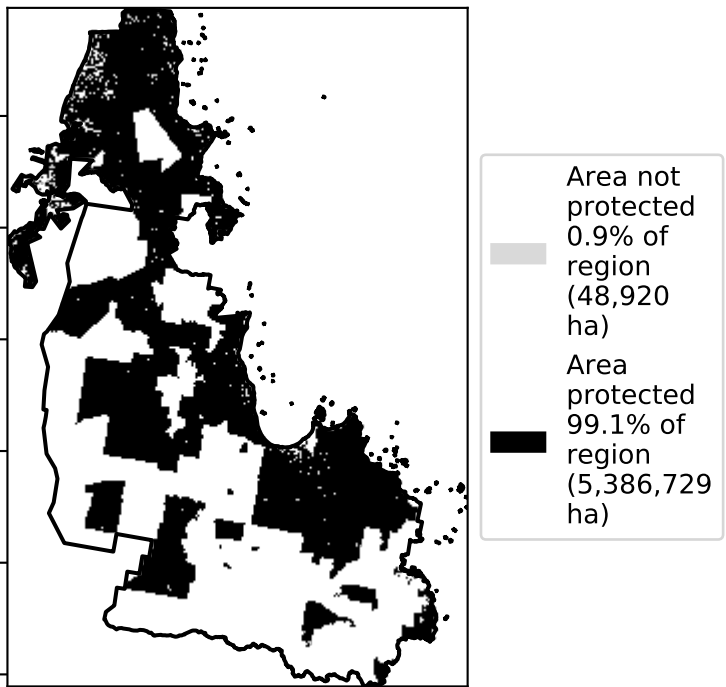 Area not
protected
0.9% of
region
(48,920
ha)
Area
protected
99.1% of
region
(5,386,729
ha)